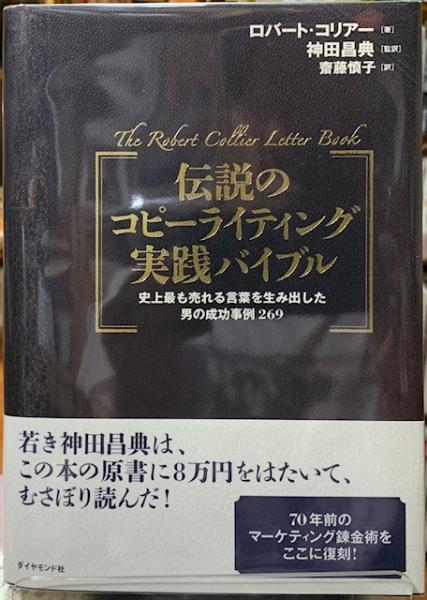 ロバート・コリアー [著]
神田昌典 [監訳]
齋藤慎子 [訳]
The Robert Collier Letter Book
伝説の
コピーライティング
実践バイブル
史上最も売れる言葉を生み出した
男の成功事例269
若き神田昌典は、
この本の原書に8万円をはたいて、
むさぼり読んだ!
70年前の
マーケティング錬金術を
ここに復刻!
ダイヤモンド社